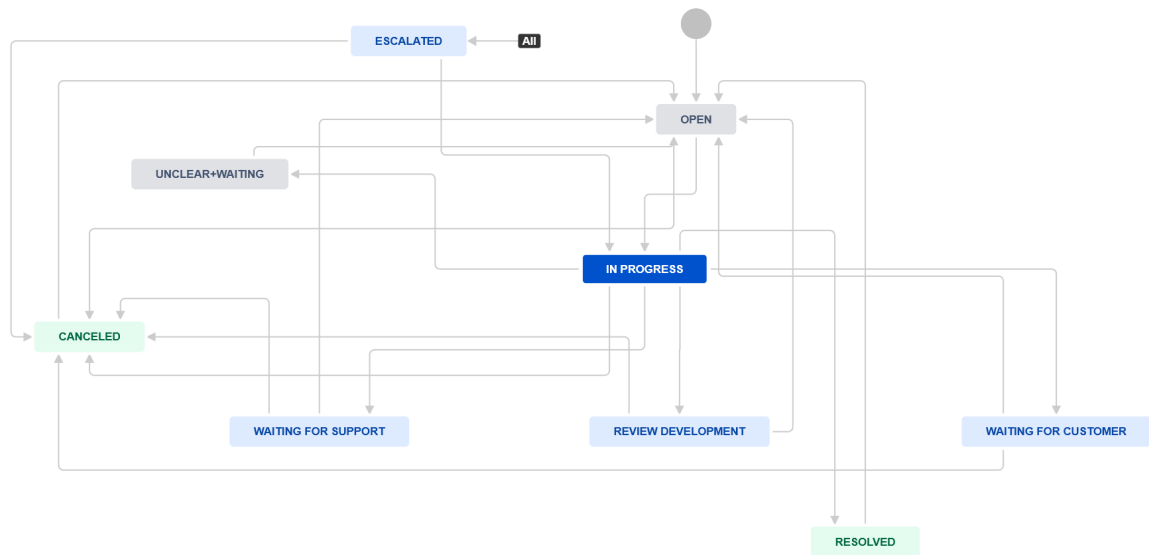 ESCALATED
All
OPEN
UNCLEAR+WAITING
IN PROGRESS
CANCELED
WAITING FOR SUPPORT
REVIEW DEVELOPMENT
WAITING FOR CUSTOMER
RESOLVED